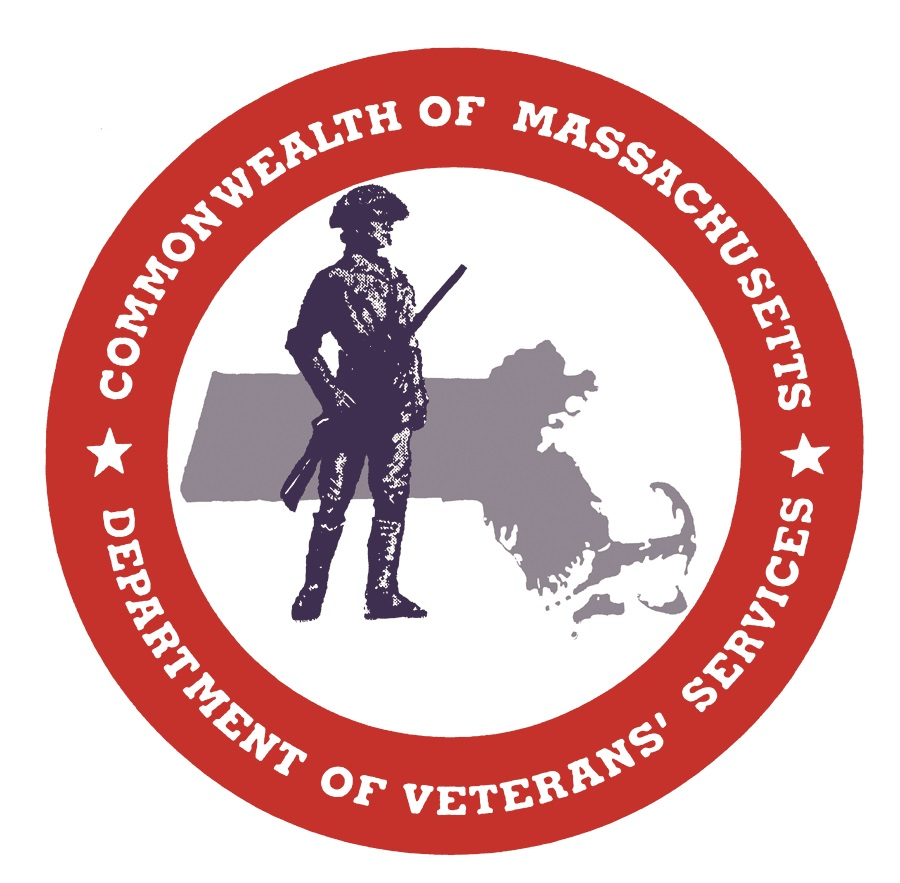 COMMONWEALTH OF MASSACHUSETTS
DEPARTMENT OF VETERANS' SERVICES